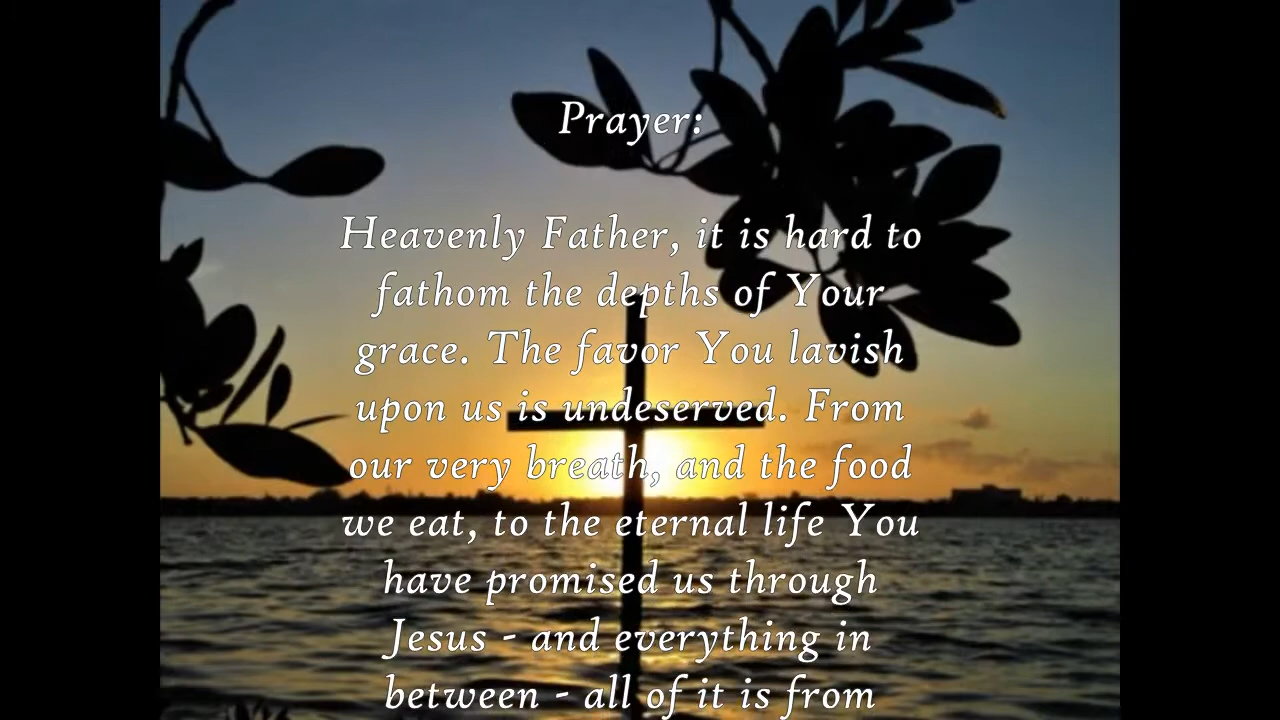 Prayer:
Heavenly Father, it is hard to
fathom the depths of Your
grace. The favor You lavish
upon us is undeserved. From
our very breath, and the food
we eat, to the eternal life You
have promised us through
Jesus - and everything in
between - all of it is from